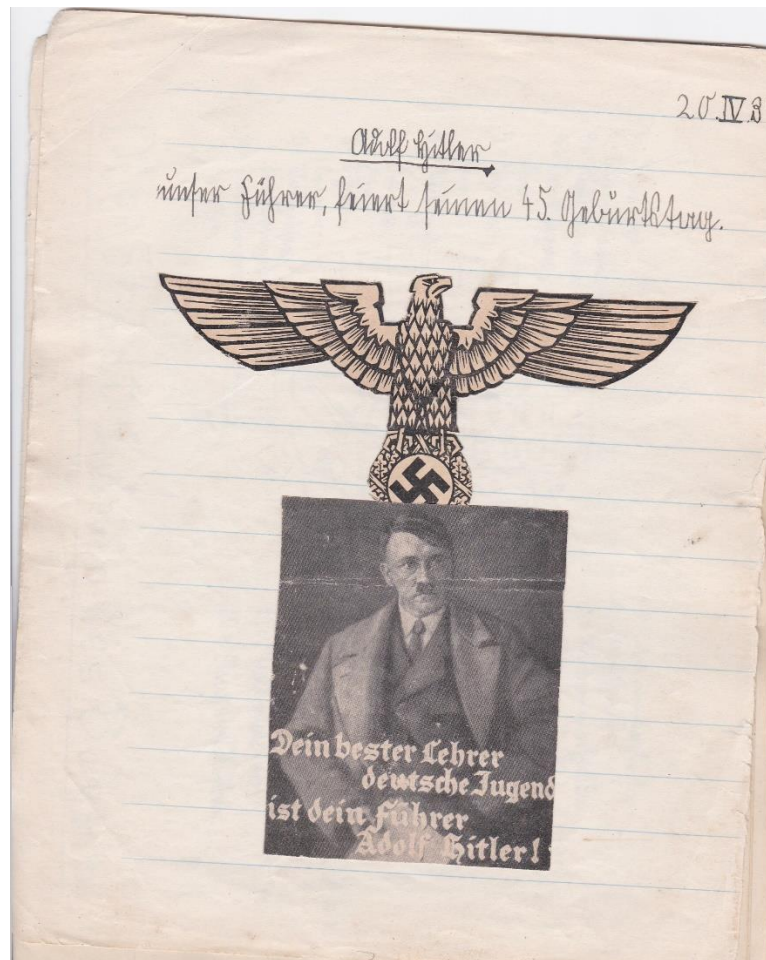 20.IV.3
Adolf Hitler
unser Führer, feiert seinen 45. Geburtstag.
Dein bester Lehrer
deutsche Jugend
ist dein Führer
Adolf Hitler!